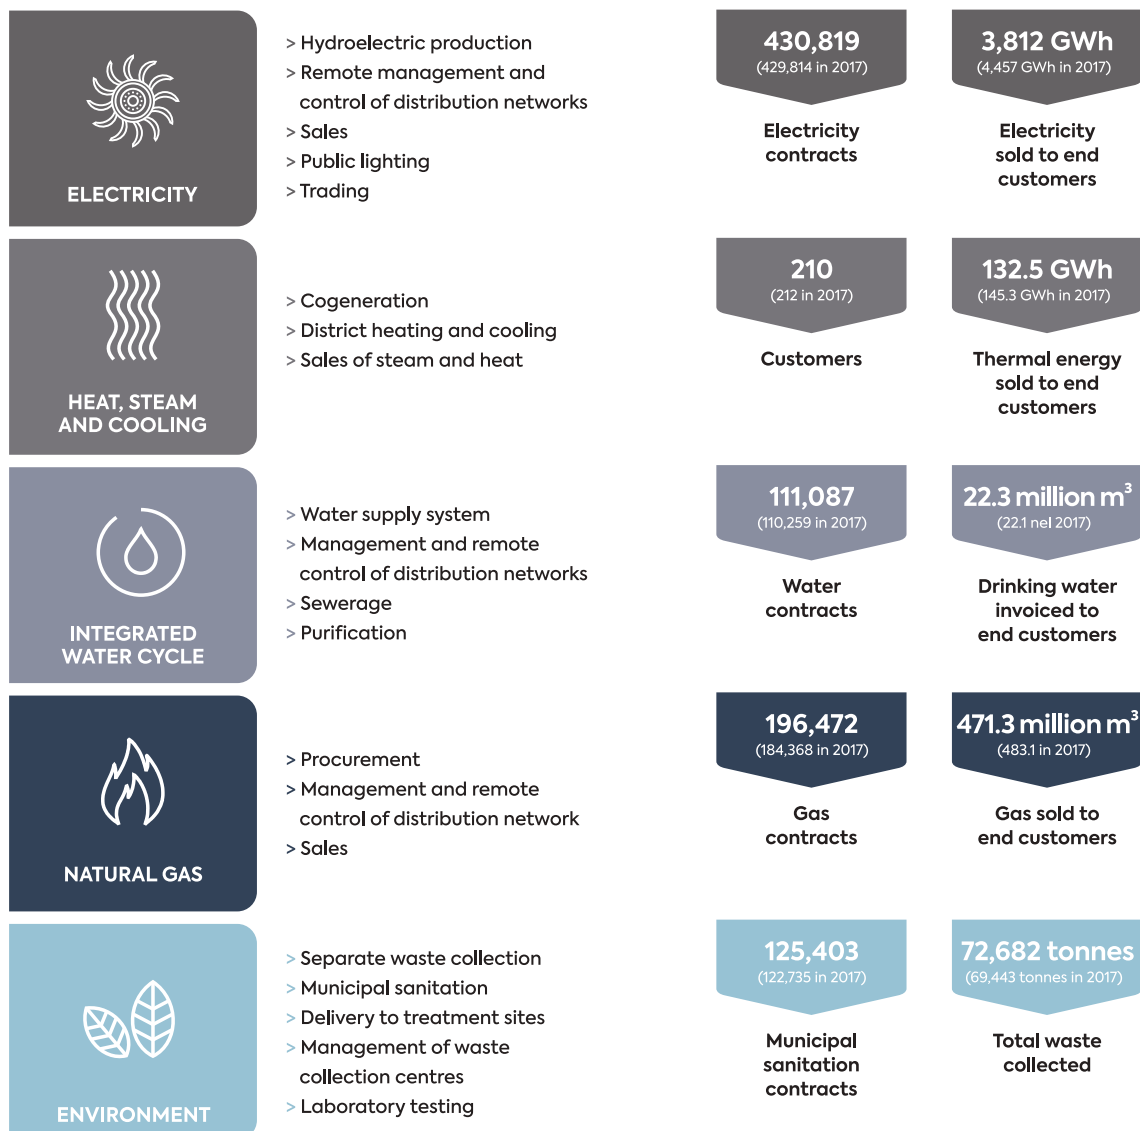 ELECTRICITY
> Hydroelectric production
> Remote management and
control of distribution networks
> Sales
> Public lighting
> Trading
430,819
(429,814 in 2017)
Electricity
contracts
3,812 GWh
(4,457 GWh in 2017)
Electricity
sold to end
customers
HEAT, STEAM
AND COOLING
> Cogeneration
> District heating and cooling
> Sales of steam and heat
210
(212 in 2017)
Customers
132.5 GWh
(145.3 GWh in 2017)
Thermal energy
sold to end
customers
INTEGRATED
WATER CYCLE
> Water supply system
> Management and remote
control of distribution networks
> Sewerage
> Purification
111,087
(110,259 in 2017)
Water
contracts
22.3 million m³
(22.1 nel 2017)
Drinking water
invoiced to
end customers
NATURAL GAS
> Procurement
> Management and remote
control of distribution network
> Sales
196,472
(184,368 in 2017)
Gas
contracts
471.3 million m³
(483.1 in 2017)
Gas sold to
end customers
ENVIRONMENT
> Separate waste collection
> Municipal sanitation
> Delivery to treatment sites
> Management of waste
collection centres
> Laboratory testing
125,403
(122,735 in 2017)
Municipal
sanitation
contracts
72,682 tonnes
(69,443 tonnes in 2017)
Total waste
collected